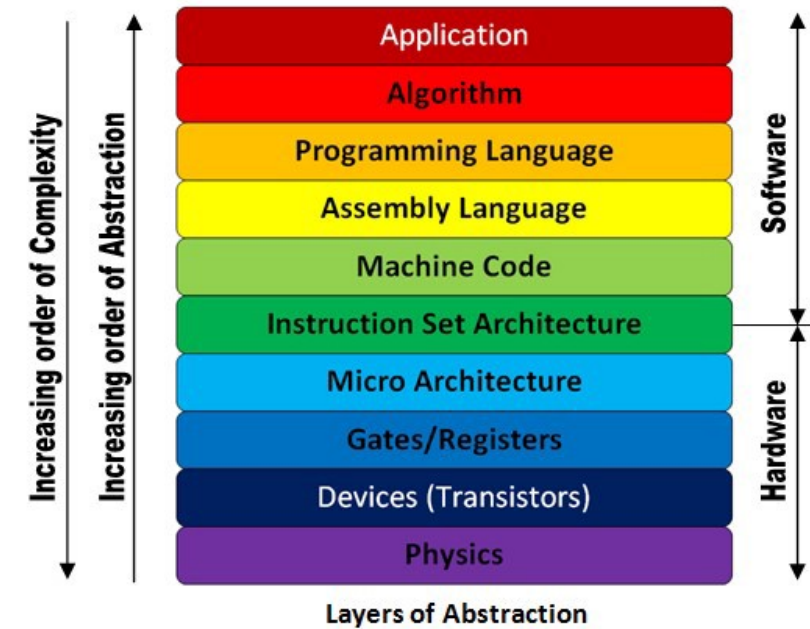 Increasing order of Complexity
Increasing order of Abstraction
Application
Algorithm
Programming Language
Assembly Language
Machine Code
Instruction Set Architecture
Micro Architecture
Gates/Registers
Devices (Transistors)
Physics
Software
Hardware
Layers of Abstraction